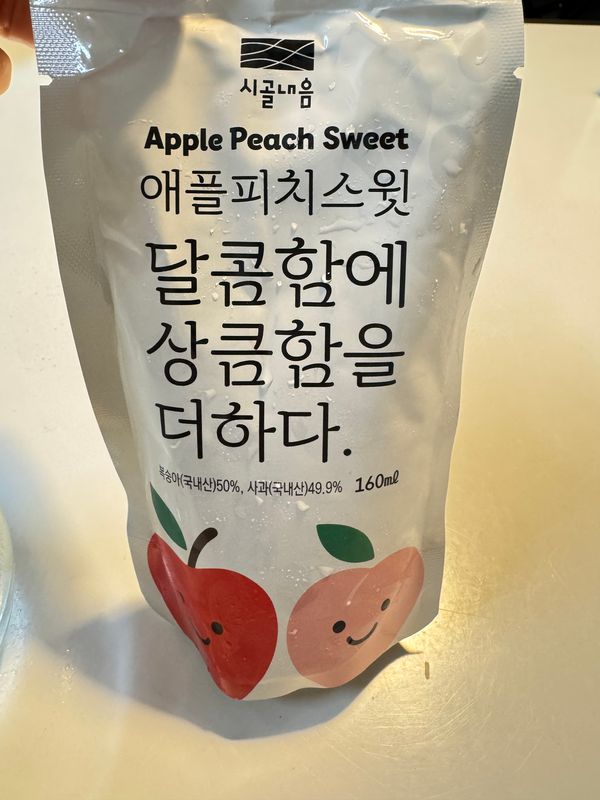 시골내음
Apple Peach Sweet
애플피치스윗
달콤함에
상큼함을
더하다.
복숭아(국내산)50%, 사과(국내산)49.9% 160ml